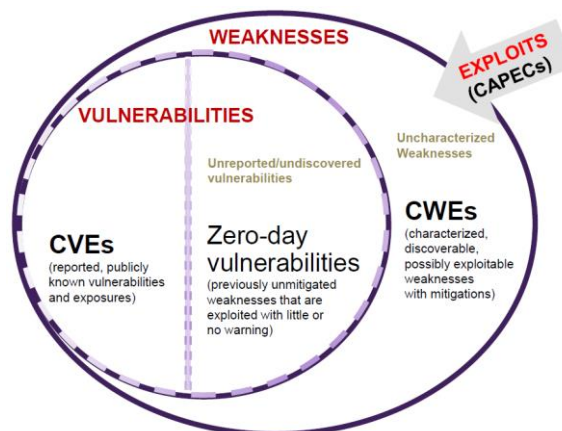 WEAKNESSES
EXPLOITS
(CAPECs)
VULNERABILITIES
Uncharacterized
Weaknesses
Unreported/undiscovered
vulnerabilities
CVEs
(reported, publicly
known vulnerabilities
and exposures)
Zero-day
vulnerabilities
(previously unmitigated
weaknesses that are
exploited with little or
no warning)
CWEs
(characterized,
discoverable,
possibly exploitable
weaknesses
with mitigations)